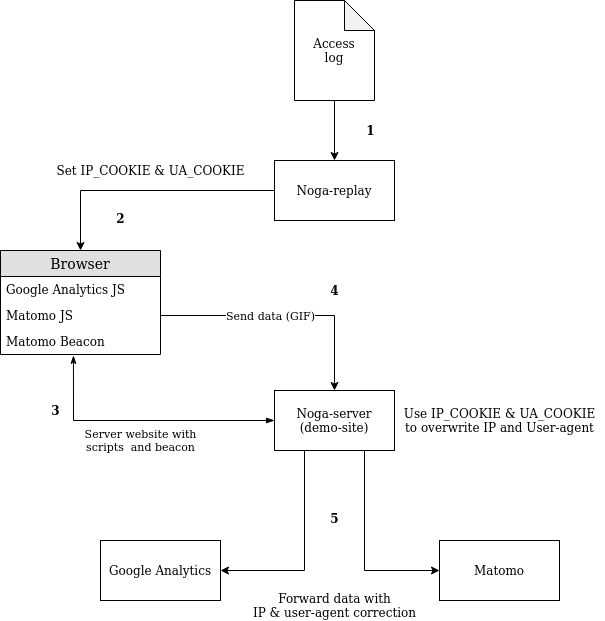 Access
log
1
Set IP_COOKIE & UA_COOKIE
Noga-replay
2
Browser
Google Analytics JS
Matomo JS
Matomo Beacon
4
Send data (GIF)
3
Noga-server
(demo-site)
Use IP_COOKIE & UA_COOKIE
to overwrite IP and User-agent
Server website with
scripts  and beacon
5
Google Analytics
Matomo
Forward data with
IP & user-agent correction